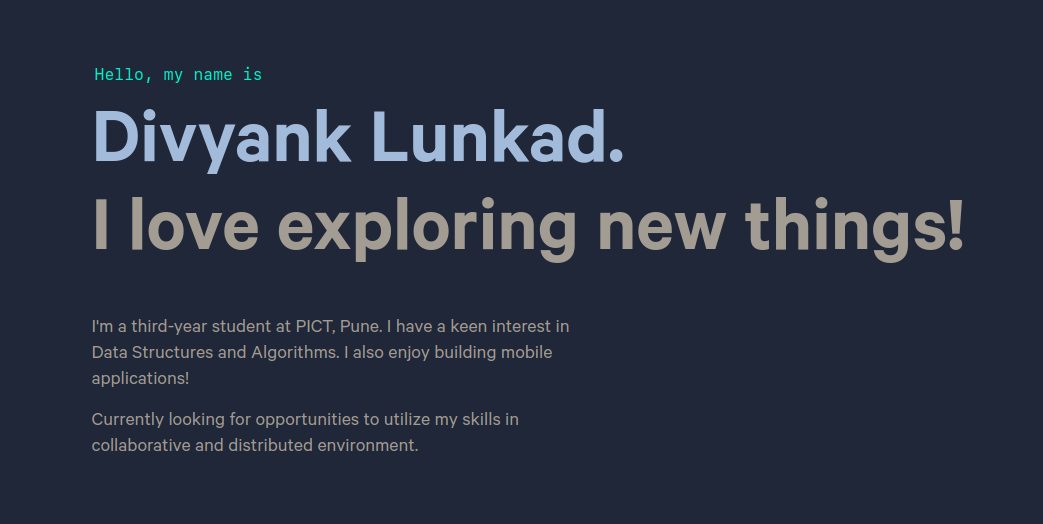 Hello, my name is
Divyank Lunkad.
I love exploring new things!
I'm a third-year student at PICT, Pune. I have a keen interest in
Data Structures and Algorithms. I also enjoy building mobile
applications!
Currently looking for opportunities to utilize my skills in
collaborative and distributed environment.